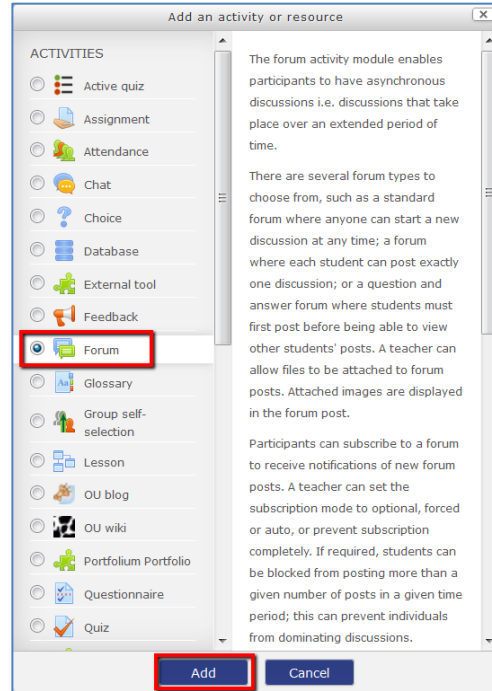 Add an activity or resource
ACTIVITIES
Active quiz
Assignment
Attendance
Chat
Choice
Database
External tool
Feedback
Forum
Glossary
Group self-
selection
Lesson
OU blog
OU wiki
Portfolium Portfolio
Questionnaire
Quiz
The forum activity module enables
participants to have asynchronous
discussions i.e. discussions that take
place over an extended period of
time.
There are several forum types to
choose from, such as a standard
forum where anyone can start a new
discussion at any time; a forum
where each student can post exactly
one discussion; or a question and
answer forum where students must
first post before being able to view
other students' posts. A teacher can
allow files to be attached to forum
posts. Attached images are displayed
in the forum post.
Participants can subscribe to a forum
to receive notifications of new forum
posts. A teacher can set the
subscription mode to optional, forced
or auto, or prevent subscription
completely. If required, students can
be blocked from posting more than a
given number of posts in a given time
period; this can prevent individuals
from dominating discussions.
Add
Cancel